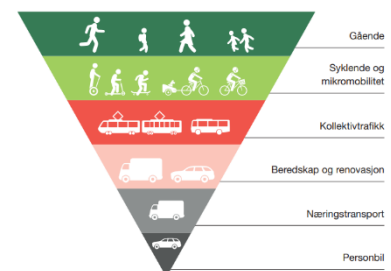 Gående
Syklende og
mikromobilitet
Kollektivtrafikk
Beredskap og renovasjon
Næringstransport
Personbil